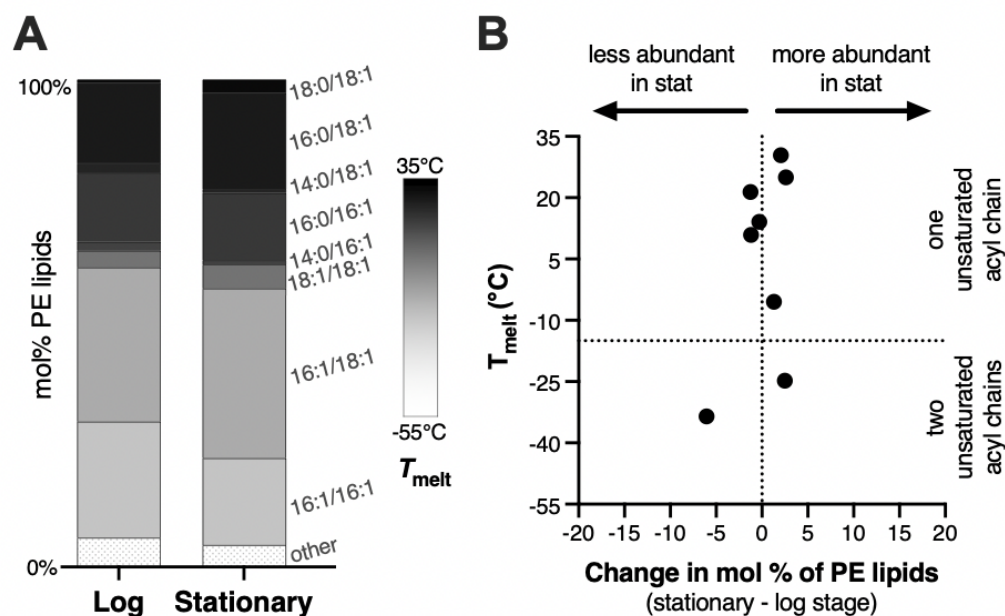 A
100%
mol% PE lipids
0%
Log
Stationary
18:0/18:1
16:0/18:1
14:0/18:1
16:0/16:1
14:0/16:1
18:1/18:1
16:1/18:1
16:1/16:1
other
35°C
-55°C
Tmelt
B
less abundant
in stat
more abundant
in stat
Tmelt (°C)
35
20
5
-10
-25
-40
-55
one
unsaturated
acyl chain
two
unsaturated
acyl chains
-20 -15 -10 -5 0 5 10 15 20
Change in mol % of PE lipids
(stationary - log stage)